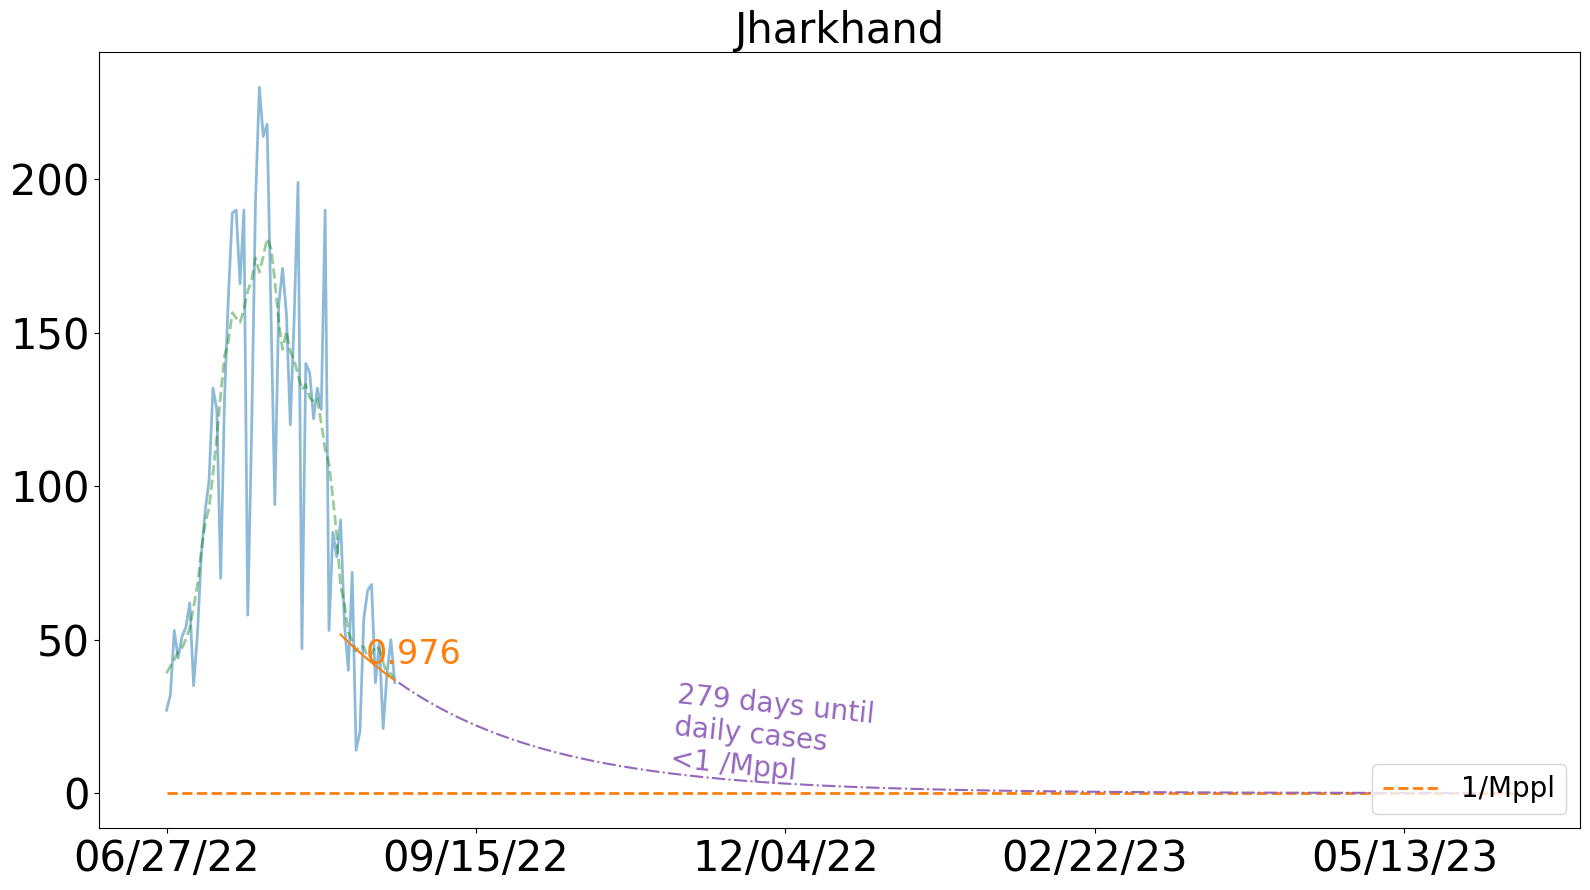 Jharkhand
200
150
100
50
0
0.976
279 days until
daily cases
<1 /Mppl
1/Mppl
06/27/22
09/15/22
12/04/22
02/22/23
05/13/23